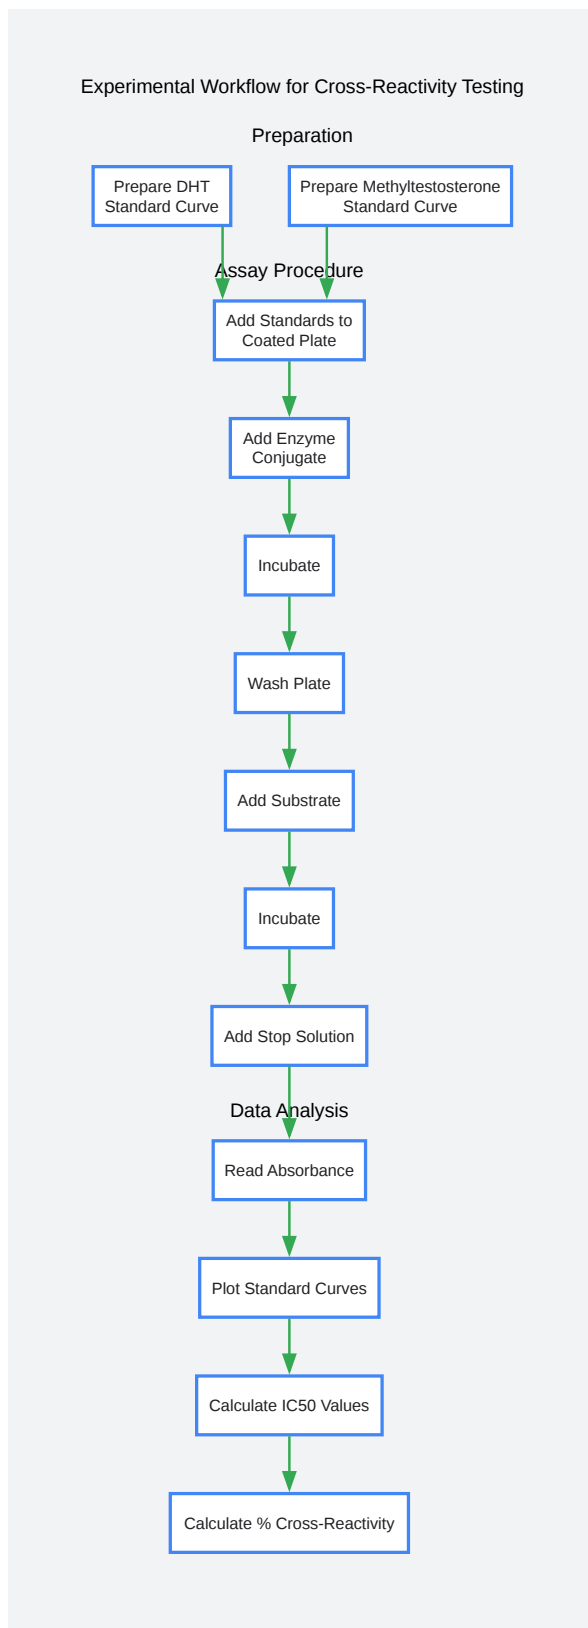 Experimental Workflow for Cross-Reactivity Testing
Preparation
Prepare DHT
Standard Curve
Prepare Methyltestosterone
Standard Curve
Assay Procedure
Add Standards to
Coated Plate
Add Enzyme
Conjugate
Incubate
Wash Plate
Add Substrate
Incubate
Add Stop Solution
Data Analysis
Read Absorbance
Plot Standard Curves
Calculate IC50 Values
Calculate % Cross-Reactivity